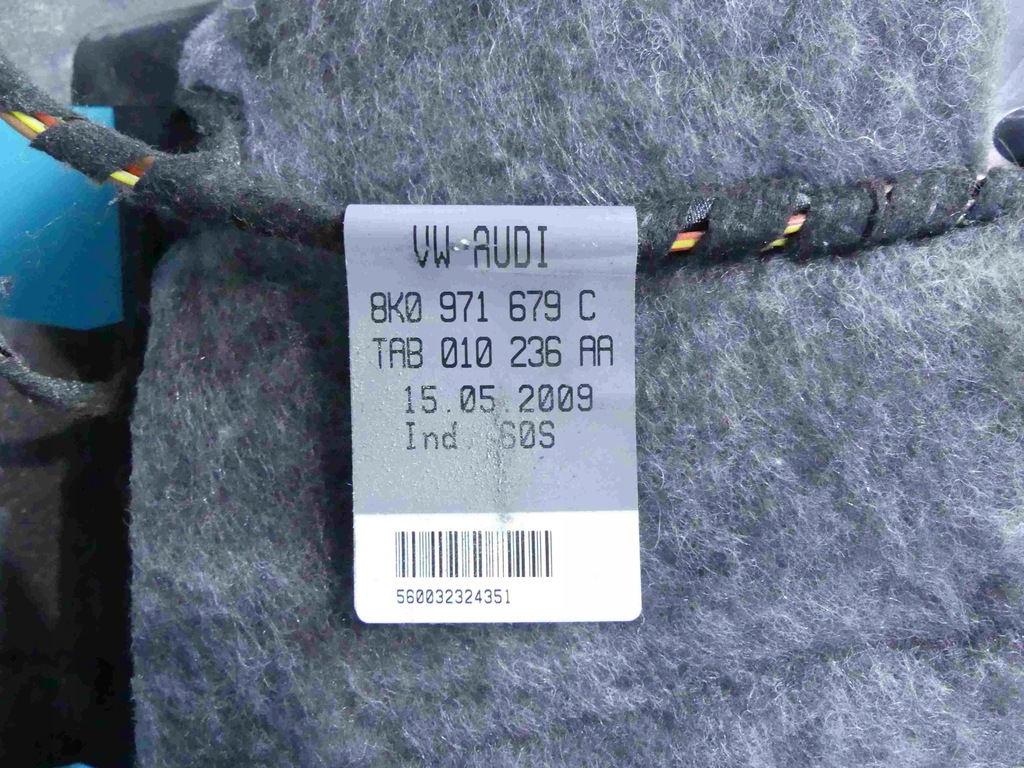 VW-AUDI
8K0 971 679 C
TAB 010 236 AA
15.05.2009
Ind. 60S
560032324351